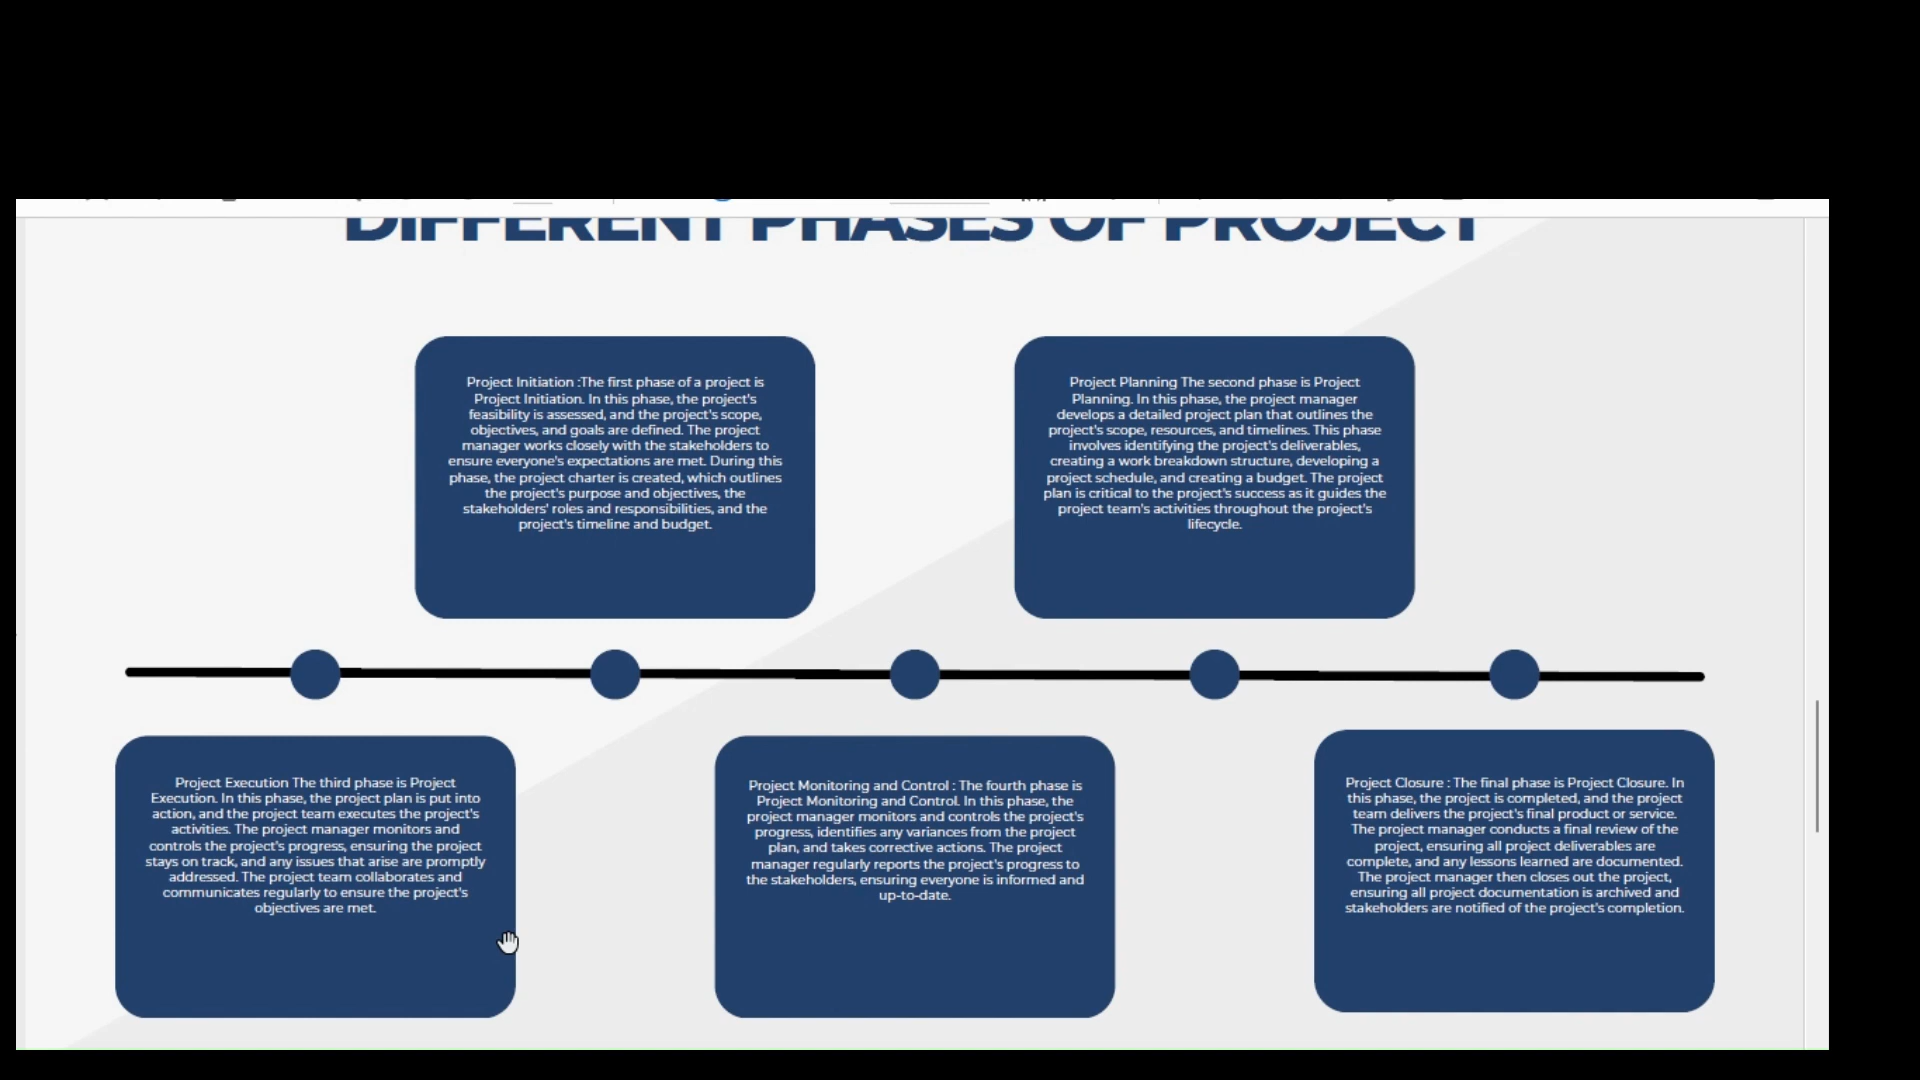 DIFFERENT PHASES OF PROJECT
Project Initiation :The first phase of a project is
Project Initiation. In this phase, the project's
feasibility is assessed, and the project's scope,
objectives, and goals are defined. The project
manager works closely with the stakeholders to
ensure everyone's expectations are met. During this
phase, the project charter is created, which outlines
the project's purpose and objectives, the
stakeholders' roles and responsibilities, and the
project's timeline and budget.
Project Planning The second phase is Project
Planning. In this phase, the project manager
develops a detailed project plan that outlines the
project's scope, resources, and timelines. This phase
involves identifying the project's deliverables,
creating a work breakdown structure, developing a
project schedule, and creating a budget. The project
plan is critical to the project's success as it guides the
project team's activities throughout the project's
lifecycle.
Project Execution The third phase is Project
Execution. In this phase, the project plan is put into
action, and the project team executes the project's
activities. The project manager monitors and
controls the project's progress, ensuring the project
stays on track, and any issues that arise are promptly
addressed. The project team collaborates and
communicates regularly to ensure the project's
objectives are met.
Project Monitoring and Control : The fourth phase is
Project Monitoring and Control. In this phase, the
project manager monitors and controls the project's
progress, identifies any variances from the project
plan, and takes corrective actions. The project
manager regularly reports the project's progress to
the stakeholders, ensuring everyone is informed and
up-to-date.
Project Closure : The final phase is Project Closure. In
this phase, the project is completed, and the project
team delivers the project's final product or service.
The project manager conducts a final review of the
project, ensuring all project deliverables are
complete, and any lessons learned are documented.
The project manager then closes out the project,
ensuring all project documentation is archived and
stakeholders are notified of the project's completion.